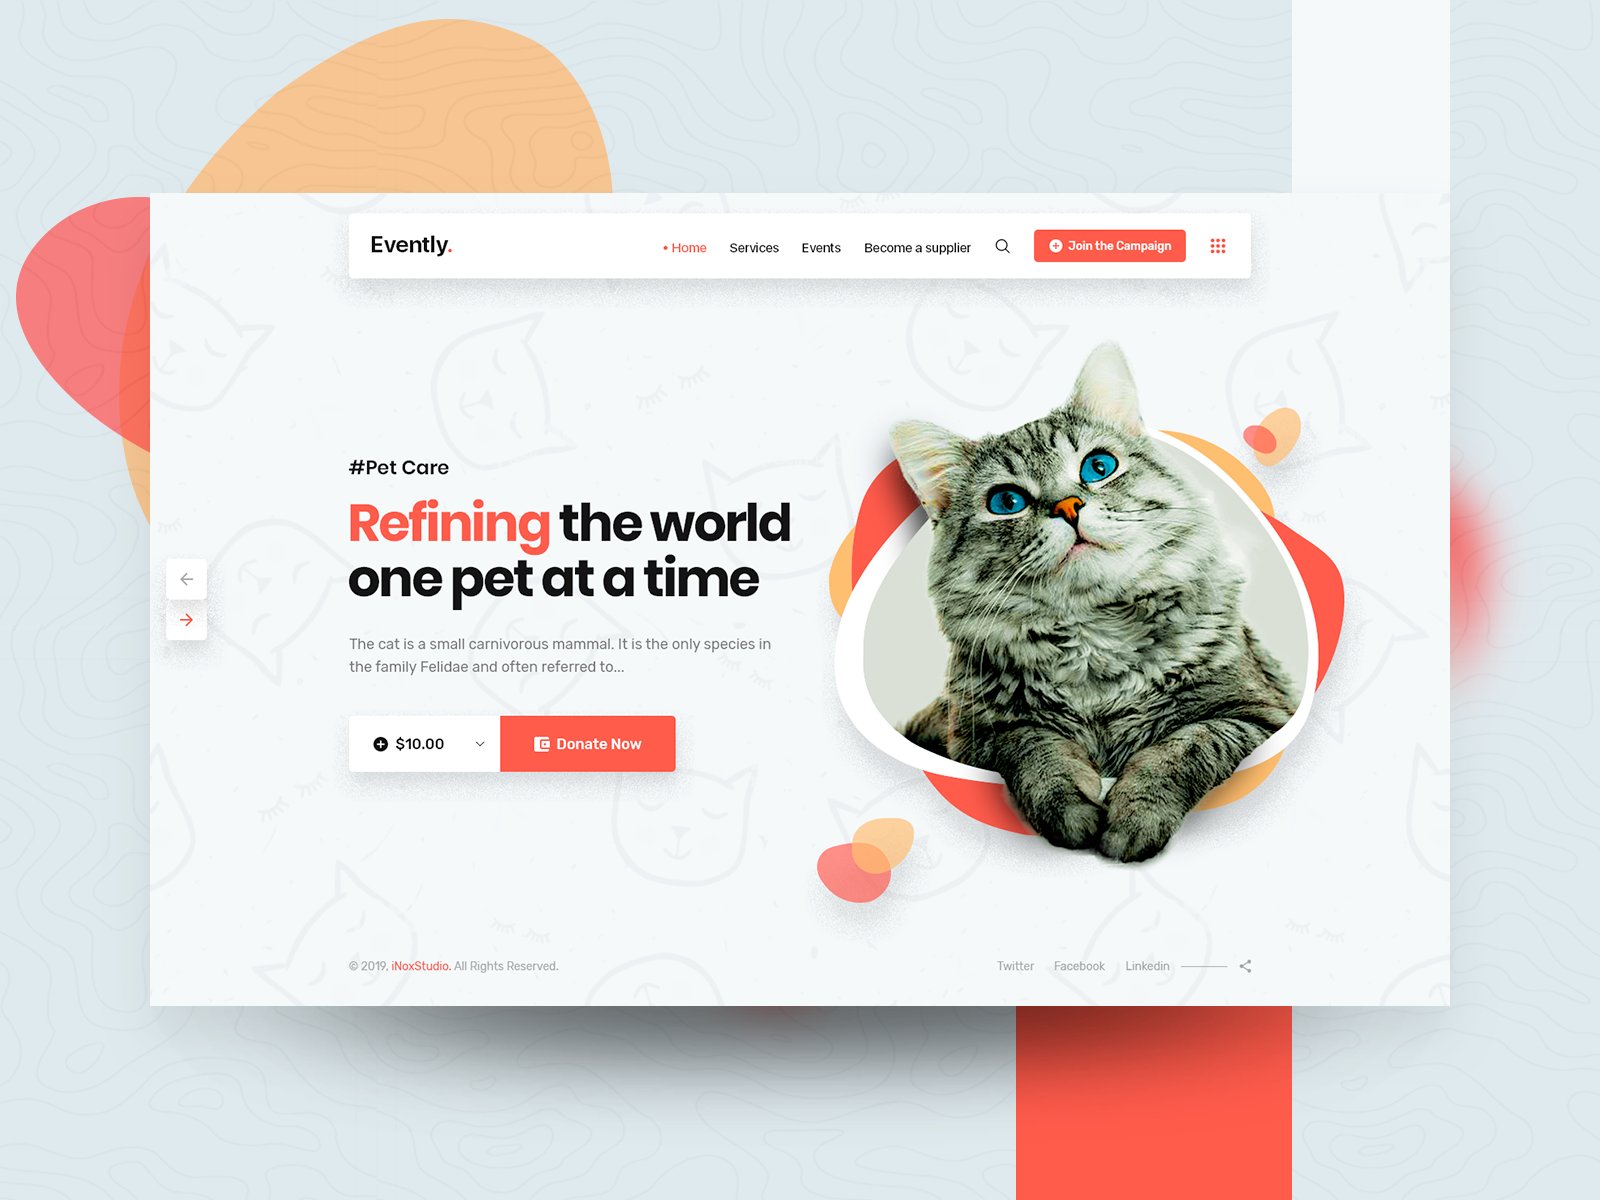 Evently.
• Home Services Events Become a supplier Join the Campaign
#Pet Care
Refining the world
one pet at a time
The cat is a small carnivorous mammal. It is the only species in
the family Felidae and often referred to...
$10.00 Donate Now
© 2019, iNoxStudio. All Rights Reserved.
Twitter Facebook Linkedin